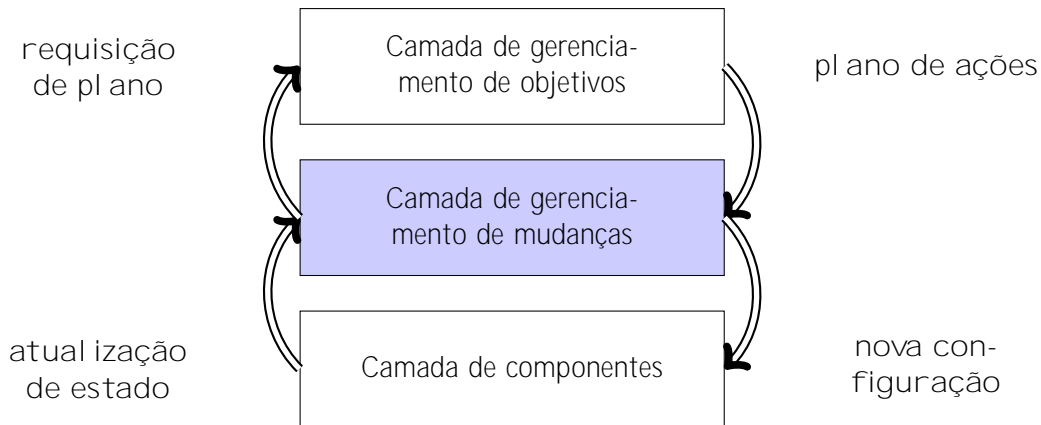 requisição
de plano
Camada de gerencia-
mento de objetivos
plano de ações
Camada de gerencia-
mento de mudanças
atualização
de estado
Camada de componentes
nova con-
figuração